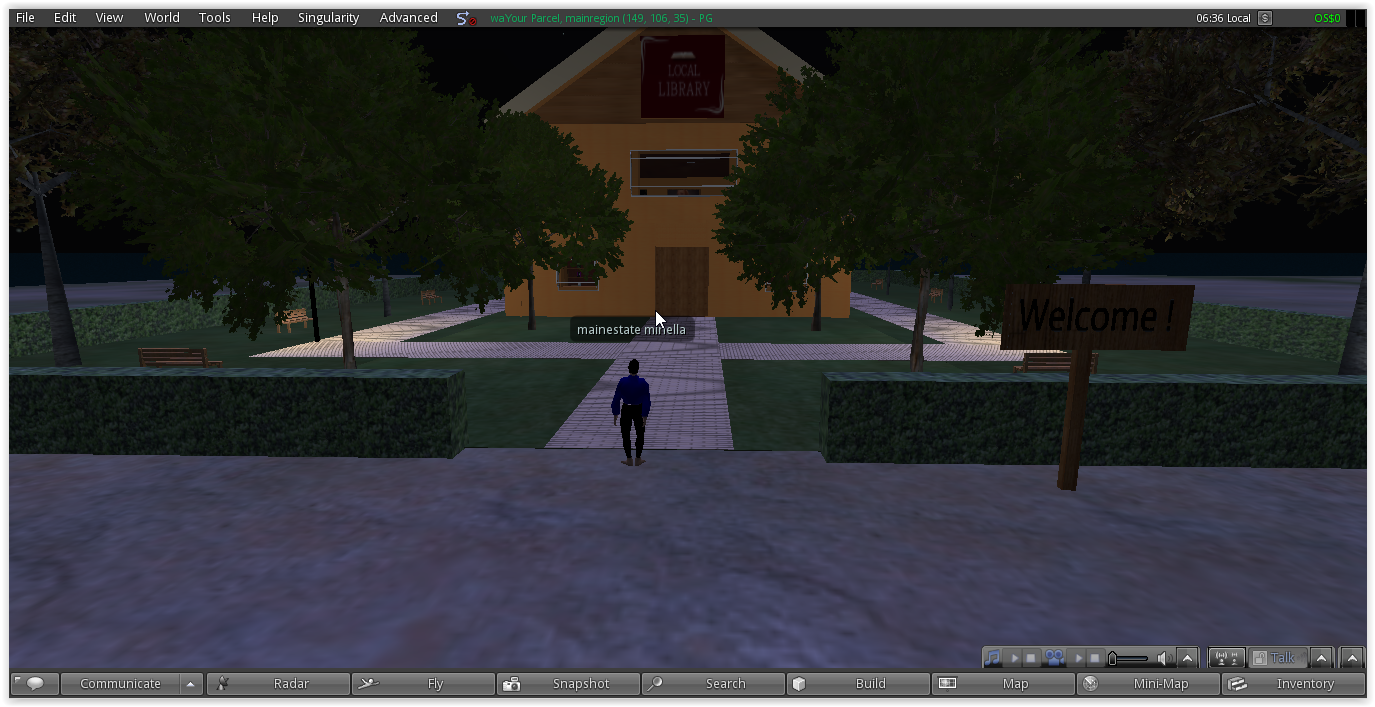 File Edit View World Tools Help Singularity Advanced waYour Parcel, mainregion (149, 106, 35) - PG 06:36 Local $ OS$0
LOCAL
LIBRARY
Welcome !
mainestate minella
Talk
Communicate Radar Fly Snapshot Search Build Map Mini-Map Inventory